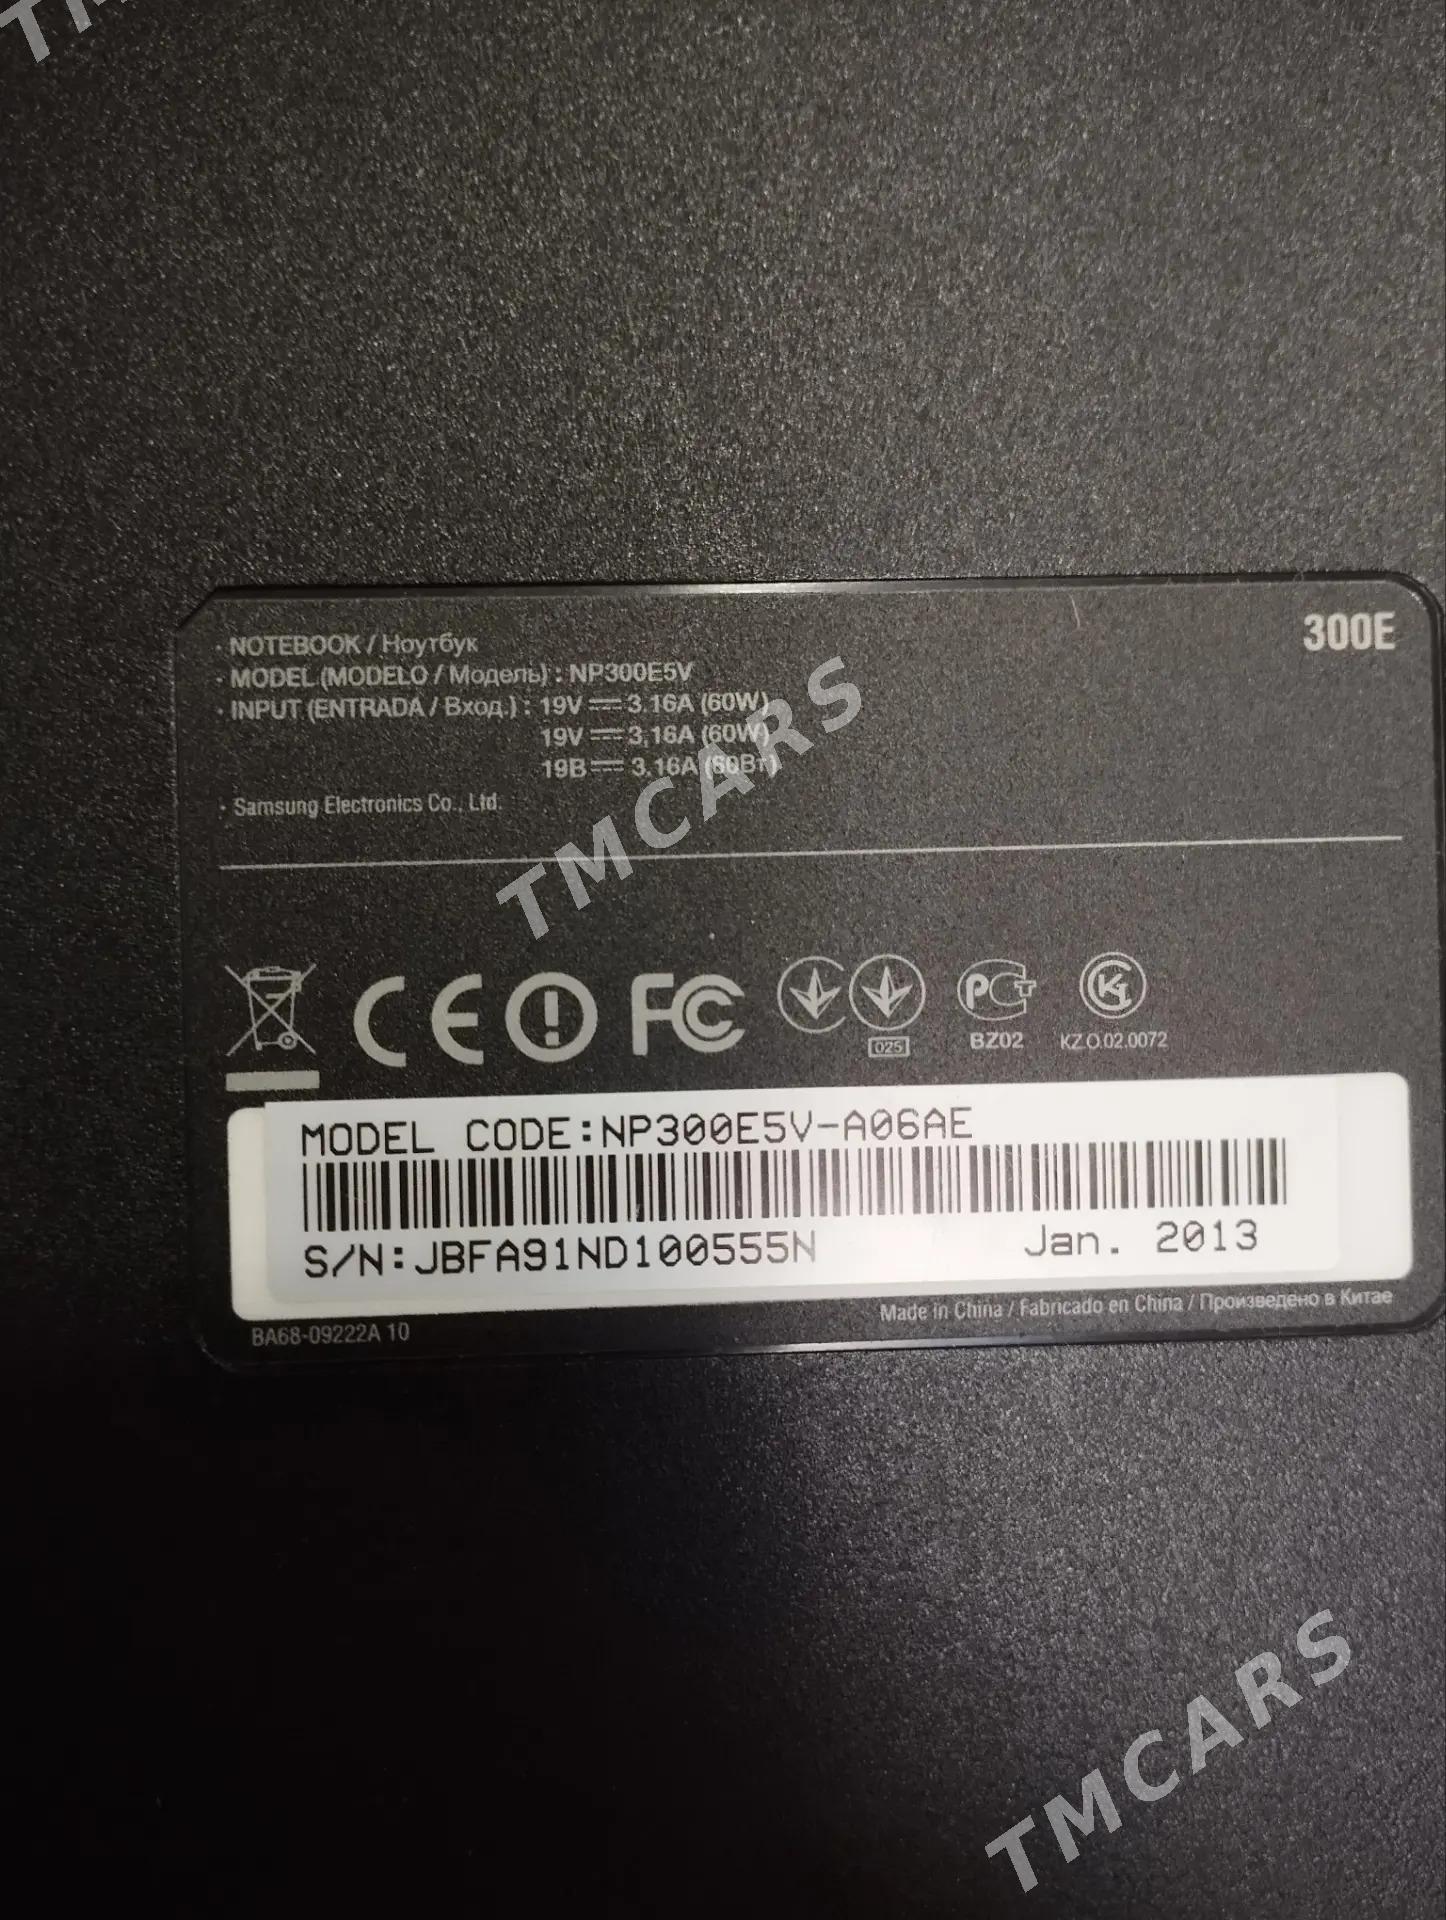 TM
300E
· NOTEBOOK / Ноутбук
· MODEL (MODELO / Модель) : NP300E5V
· INPUT (ENTRADA / Вход.) : 19V ⎓ 3.16A (60W)
19V ⎓ 3.16A (60W)
19В ⎓ 3.16A (60Вт)
· Samsung Electronics Co., Ltd.
TMCARS
CE FC
025
РСТ
BZ02
KZ.O.02.0072
MODEL CODE:NP300E5V-A06AE
S/N:JBFA91ND100555N Jan. 2013
Made in China / Fabricado en China / Произведено в Китае
BA68-09222A 10
TMCARS